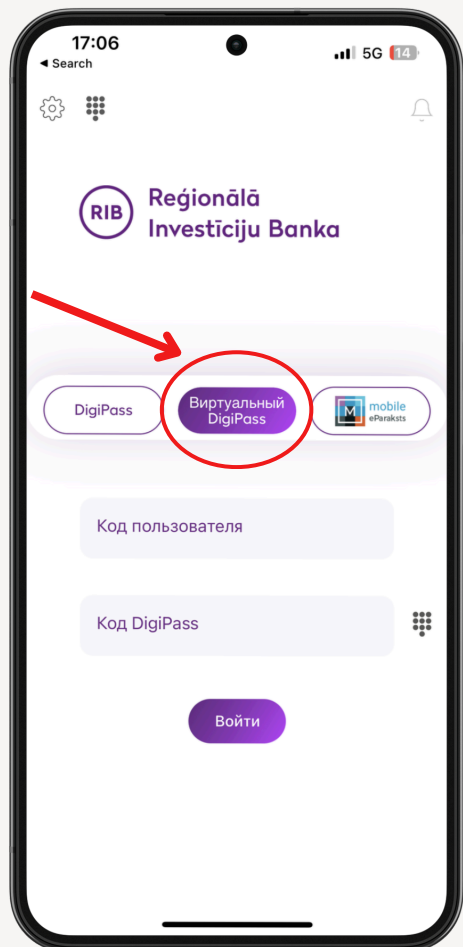 17:06
◀ Search
5G 14
RIB
Reģionālā
Investīciju Banka
DigiPass
Виртуальный
DigiPass
M mobile
eParaksts
Код пользователя
Код DigiPass
Войти